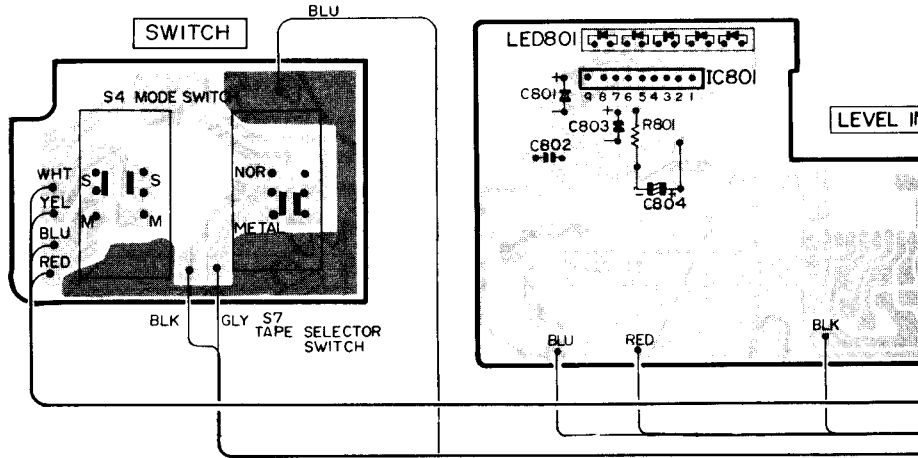 BLU
SWITCH
S4 MODE SWITCH
WHT
YEL
BLU
RED
S
S
M
M
NOR
METAL
BLK
GLY
S7
TAPE SELECTOR
SWITCH
LED801
IC801
9 8 7 6 5 4 3 2 1
C801
+
-
C803
+
-
R801
C802
- +
C804
LEVEL IN
BLU
RED
BLK